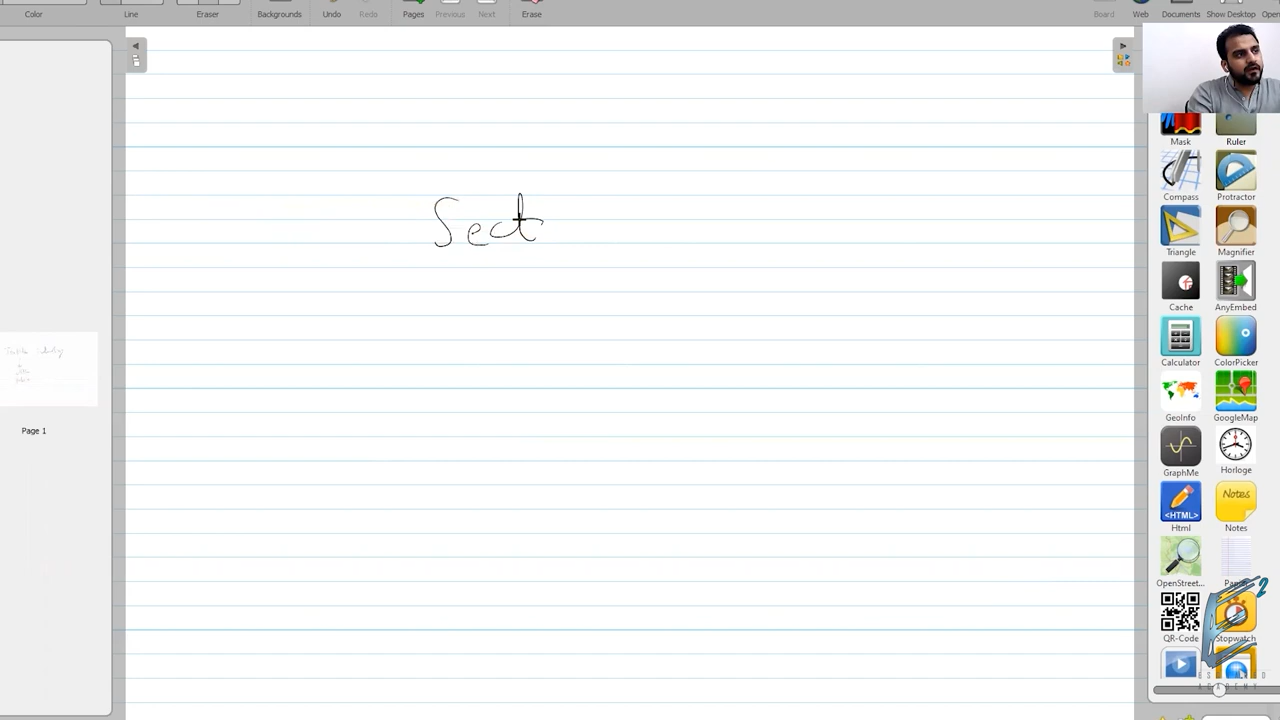 Color
Line
Eraser
Backgrounds
Undo
Redo
Pages
Previous
Next
Erase
Board
Web
Documents
Show Desktop
Open
Sect
Page 1
Mask
Ruler
Compass
Protractor
Triangle
Magnifier
Cache
AnyEmbed
Calculator
ColorPicker
GeoInfo
GoogleMap
GraphMe
Horloge
<HTML>
Notes
Html
Notes
OpenStreet...
QR-Code
Stopwatch
E2